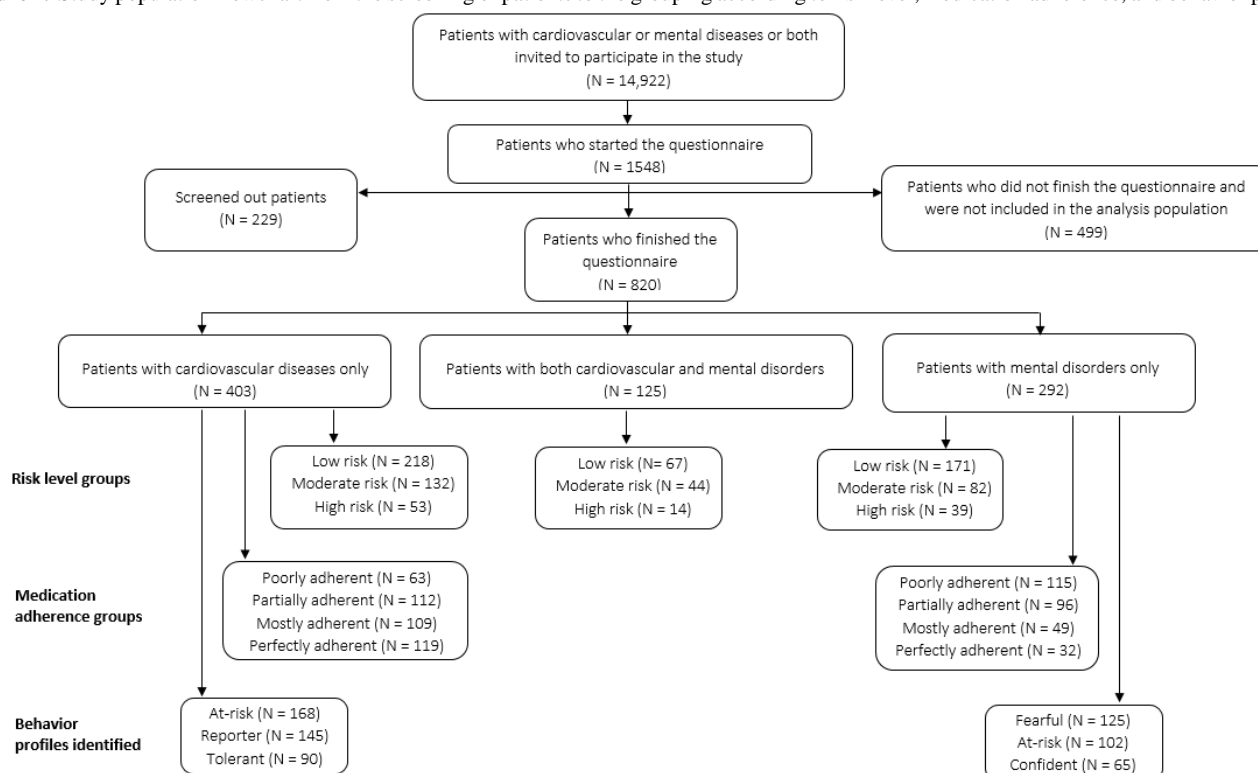 Patients with cardiovascular or mental diseases or both
invited to participate in the study
(N = 14,922)
Patients who started the questionnaire
(N = 1548)
Screened out patients
(N = 229)
Patients who did not finish the questionnaire and
were not included in the analysis population
(N = 499)
Patients who finished the
questionnaire
(N = 820)
Patients with cardiovascular diseases only
(N = 403)
Patients with both cardiovascular and mental disorders
(N = 125)
Patients with mental disorders only
(N = 292)
Risk level groups
Low risk (N = 218)
Moderate risk (N = 132)
High risk (N = 53)
Low risk (N= 67)
Moderate risk (N = 44)
High risk (N = 14)
Low risk (N = 171)
Moderate risk (N = 82)
High risk (N = 39)
Medication
adherence groups
Poorly adherent (N = 63)
Partially adherent (N = 112)
Mostly adherent (N = 109)
Perfectly adherent (N = 119)
Poorly adherent (N = 115)
Partially adherent (N = 96)
Mostly adherent (N = 49)
Perfectly adherent (N = 32)
Behavior
profiles identified
At-risk (N = 168)
Reporter (N = 145)
Tolerant (N = 90)
Fearful (N = 125)
At-risk (N = 102)
Confident (N = 65)